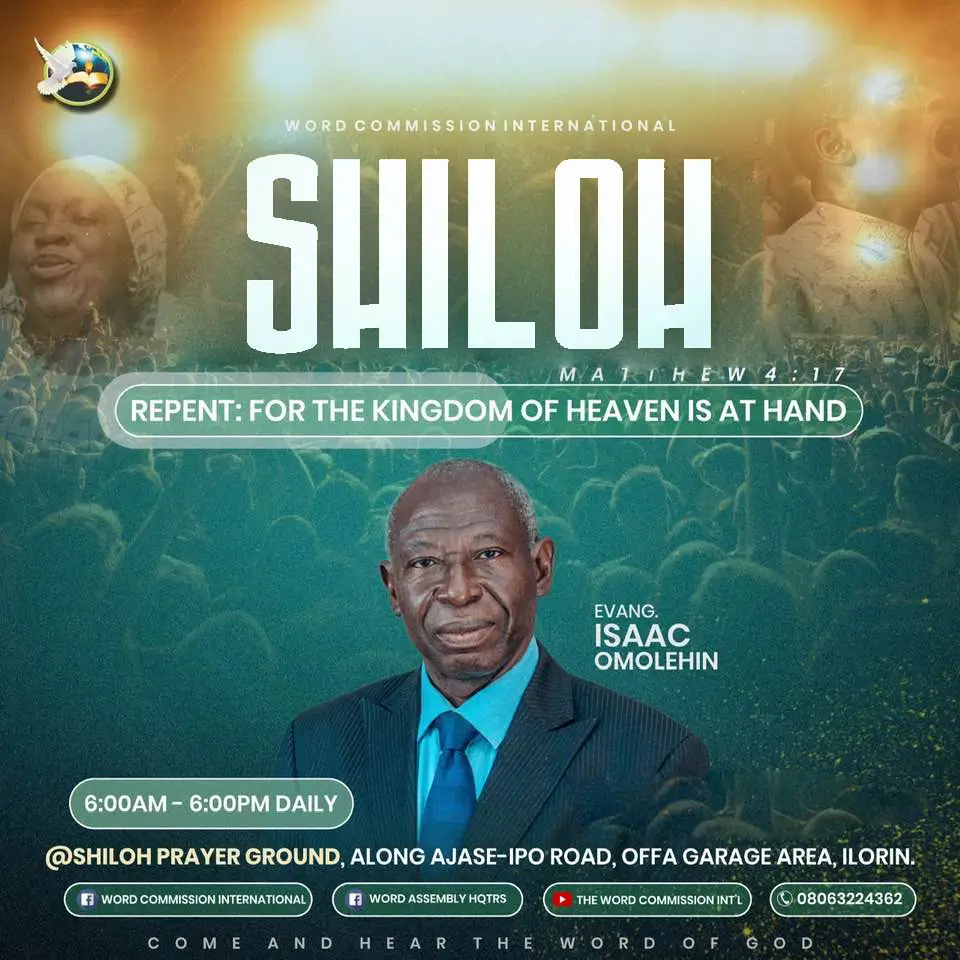 WORD COMMISSION INTERNATIONAL
SHILOH
MATTHEW 4:17
REPENT: FOR THE KINGDOM OF HEAVEN IS AT HAND
EVANG.
ISAAC
OMOLEHIN
6:00AM - 6:00PM DAILY
@SHILOH PRAYER GROUND, ALONG AJASE-IPO ROAD, OFFA GARAGE AREA, ILORIN.
WORD COMMISSION INTERNATIONAL
WORD ASSEMBLY HQTRS
THE WORD COMMISSION INT'L
08063224362
COME AND HEAR THE WORD OF GOD